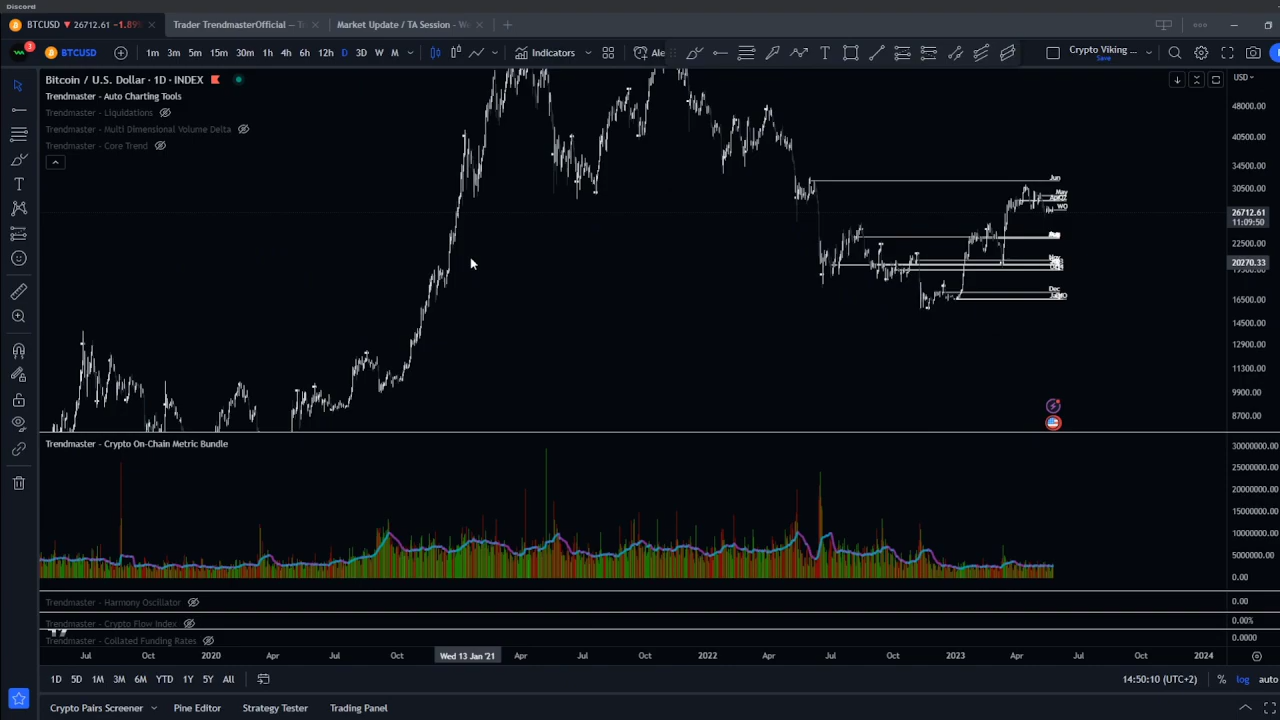 Discord
BTCUSD 26712.61 -1.89%
Trader TrendmasterOfficial —
Market Update / TA Session -
3
BTCUSD 1m 3m 5m 15m 30m 1h 4h 6h 12h D 3D W M Indicators Ale Crypto Viking
Save
Bitcoin / U.S. Dollar · 1D · INDEX
USD
Trendmaster - Auto Charting Tools
Trendmaster - Liquidations
Trendmaster - Multi Dimensional Volume Delta
Trendmaster - Core Trend
48000.00
40500.00
34500.00
30500.00
26712.61
11:09:50
22500.00
20270.33
16500.00
14500.00
12900.00
11300.00
9900.00
8700.00
Jun
May
WO
Dec
Trendmaster - Crypto On-Chain Metric Bundle
30000000.00
25000000.00
20000000.00
15000000.00
10000000.00
5000000.00
0.00
Trendmaster - Harmony Oscillator
0.00
Trendmaster - Crypto Flow Index
0.00%
Trendmaster - Collated Funding Rates
0.0000
Jul Oct 2020 Apr Jul Oct Wed 13 Jan '21 Apr Jul Oct 2022 Apr Jul Oct 2023 Apr Jul Oct 2024
1D 5D 1M 3M 6M YTD 1Y 5Y All 14:50:10 (UTC+2) % log auto
Crypto Pairs Screener Pine Editor Strategy Tester Trading Panel